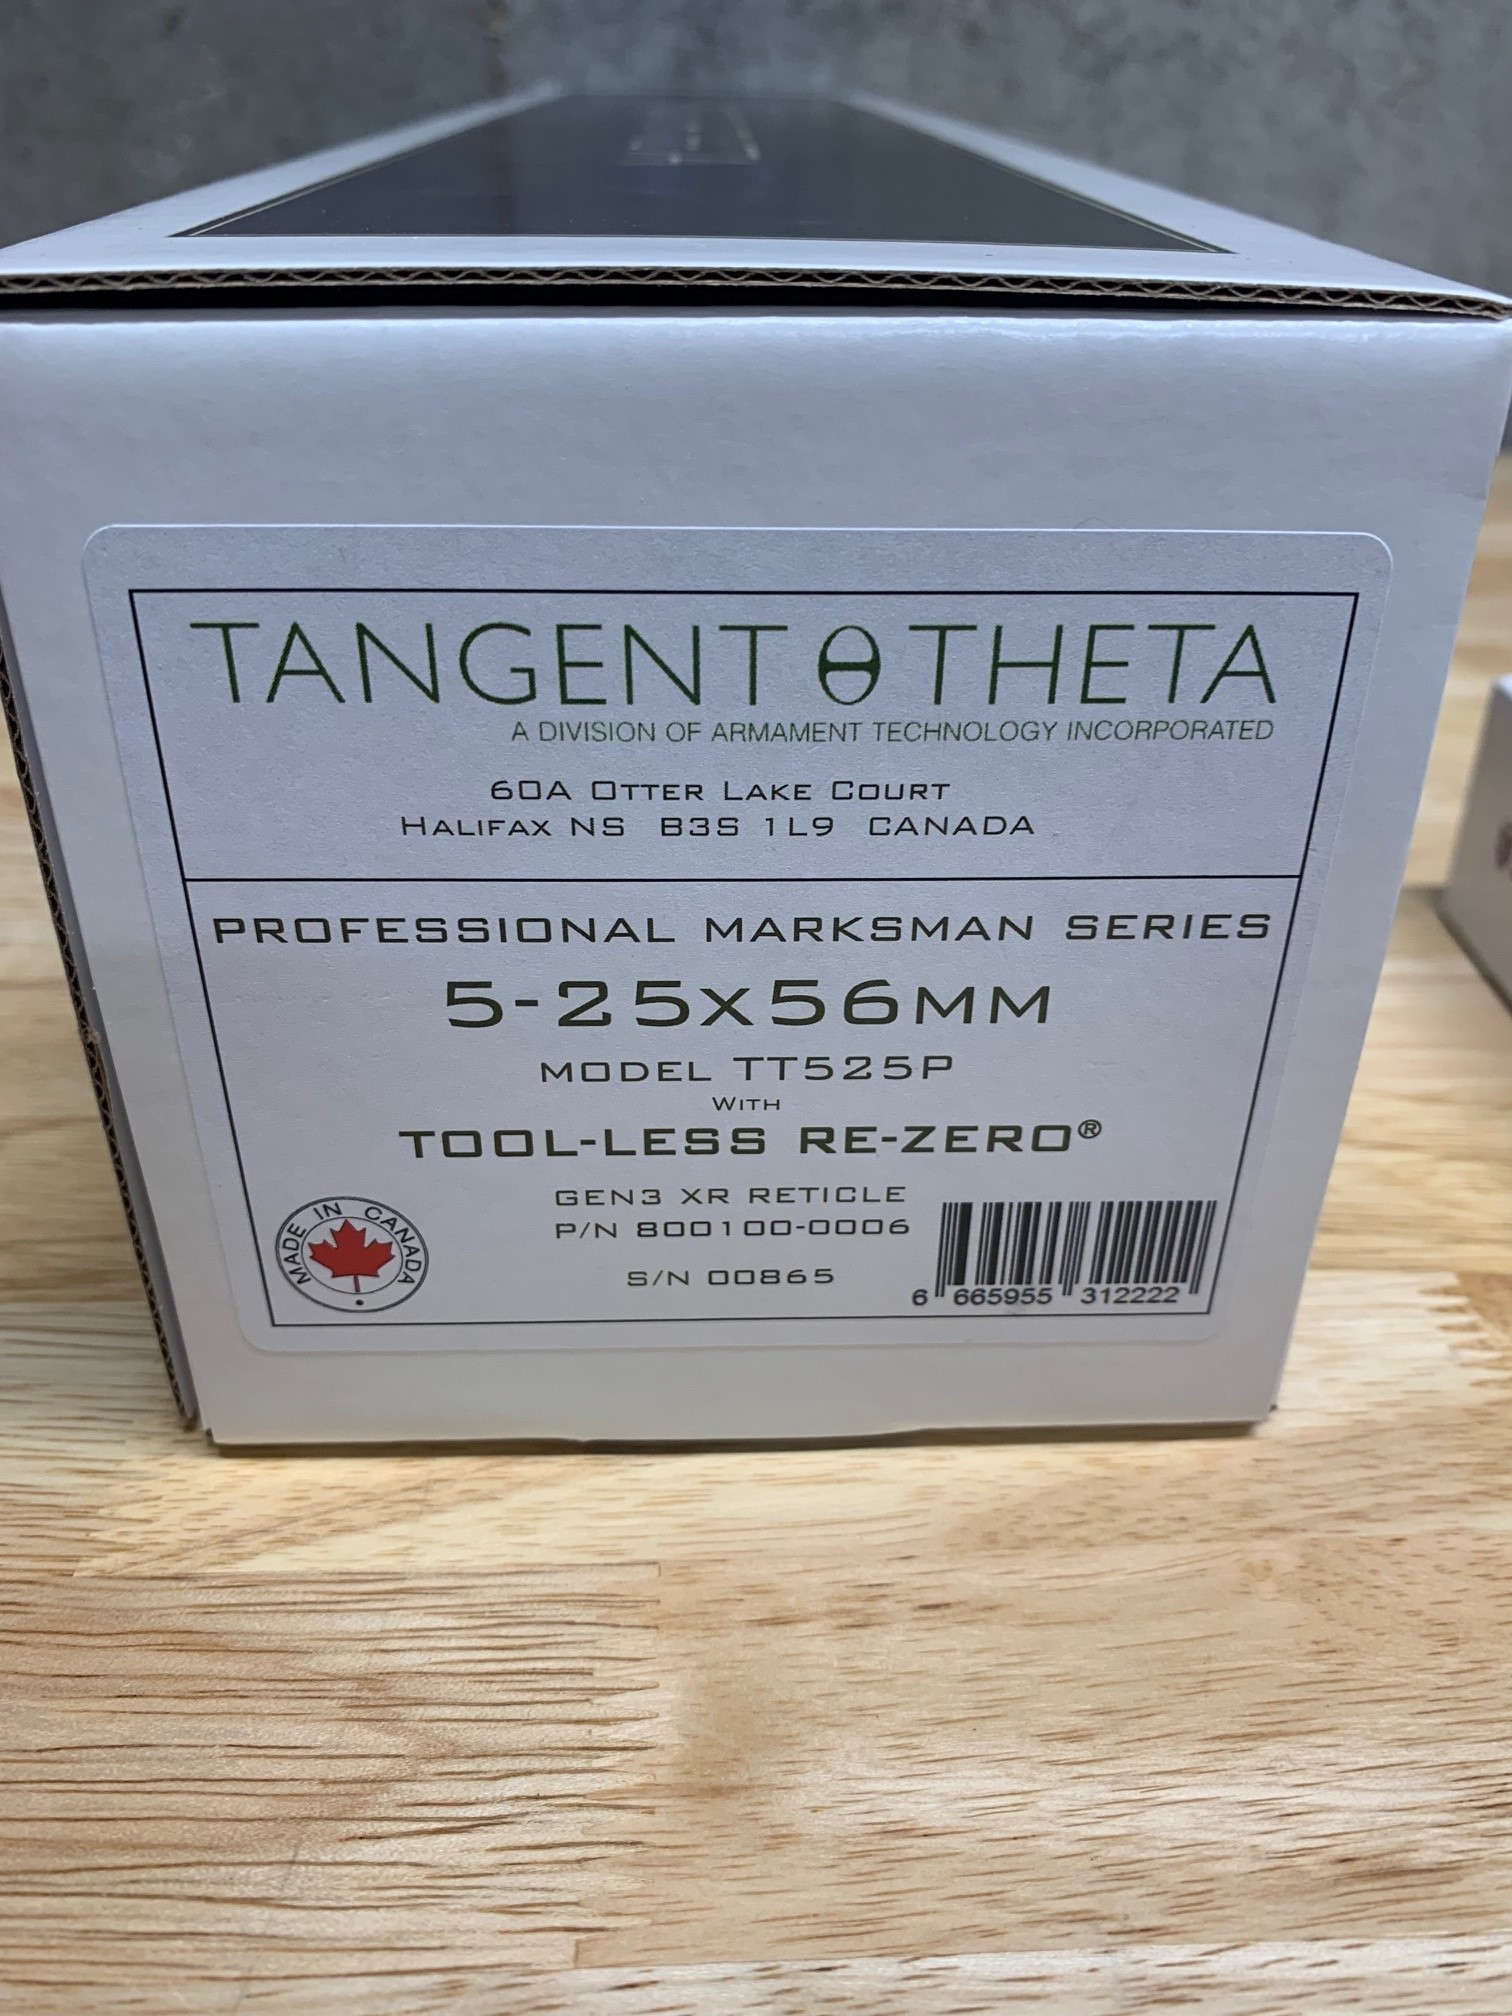 TANGENT θ THETA
A DIVISION OF ARMAMENT TECHNOLOGY INCORPORATED
60A OTTER LAKE COURT
HALIFAX NS B3S 1L9 CANADA
PROFESSIONAL MARKSMAN SERIES
5-25x56MM
MODEL TT525P
WITH
TOOL-LESS RE-ZERO®
GEN3 XR RETICLE
P/N 800100-0006
S/N 00865
MADE IN CANADA
6 665955 312222